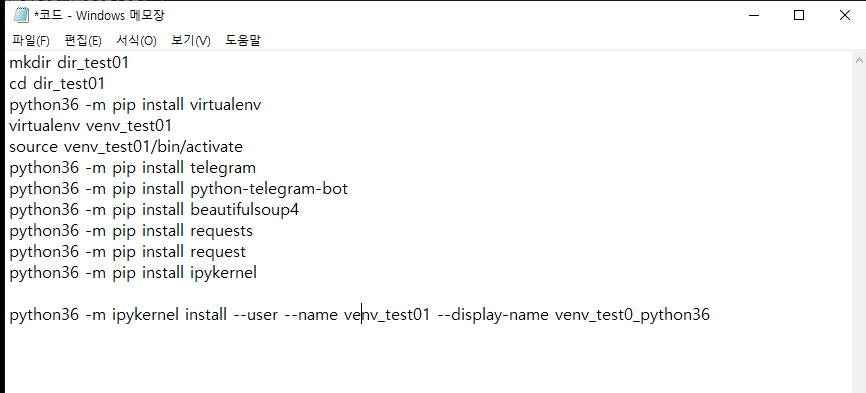 *코드 - Windows 메모장
파일(F) 편집(E) 서식(O) 보기(V) 도움말
mkdir dir_test01
cd dir_test01
python36 -m pip install virtualenv
virtualenv venv_test01
source venv_test01/bin/activate
python36 -m pip install telegram
python36 -m pip install python-telegram-bot
python36 -m pip install beautifulsoup4
python36 -m pip install requests
python36 -m pip install request
python36 -m pip install ipykernel
python36 -m ipykernel install --user --name venv_test01 --display-name venv_test0_python36